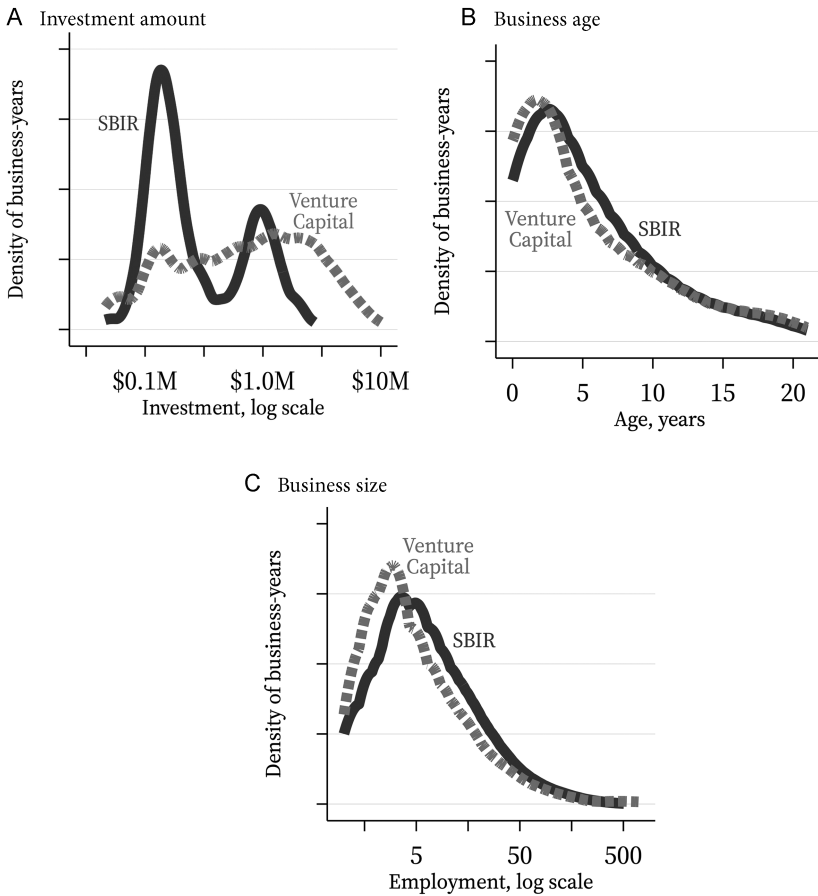 A Investment amount
Density of business-years
SBIR
Venture
Capital
$0.1M $1.0M $10M
Investment, log scale
B Business age
Density of business-years
Venture
Capital
SBIR
0 5 10 15 20
Age, years
C Business size
Density of business-years
Venture
Capital
SBIR
5 50 500
Employment, log scale